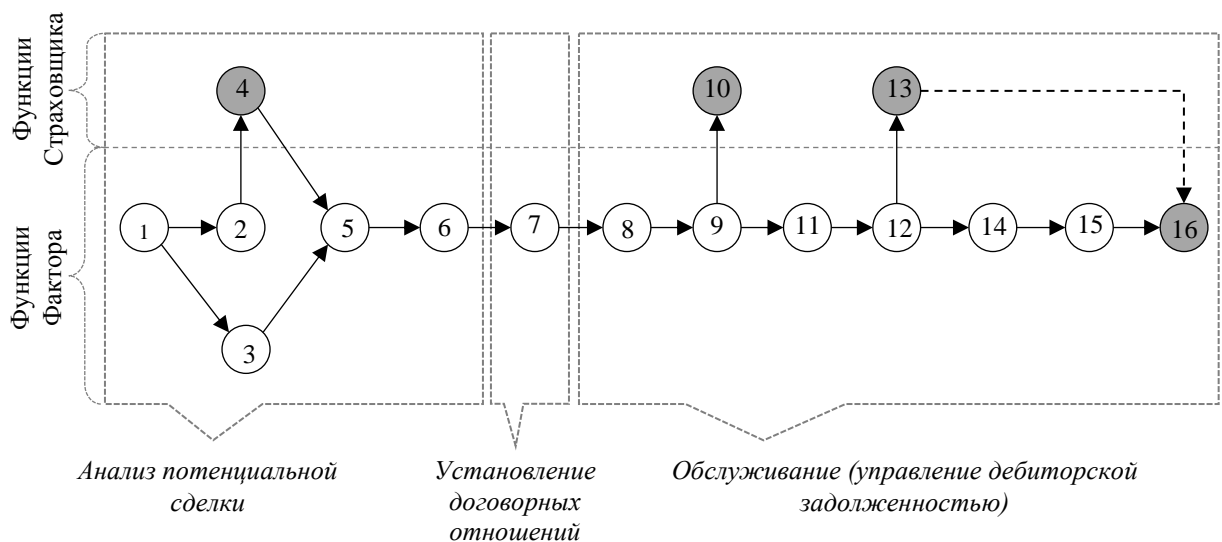 Функции
Страховщика
4
10
13
Функции
Фактора
1
2
5
6
7
8
9
11
12
14
15
16
3
Анализ потенциальной
сделки
Установление
договорных
отношений
Обслуживание (управление дебиторской
задолженностью)